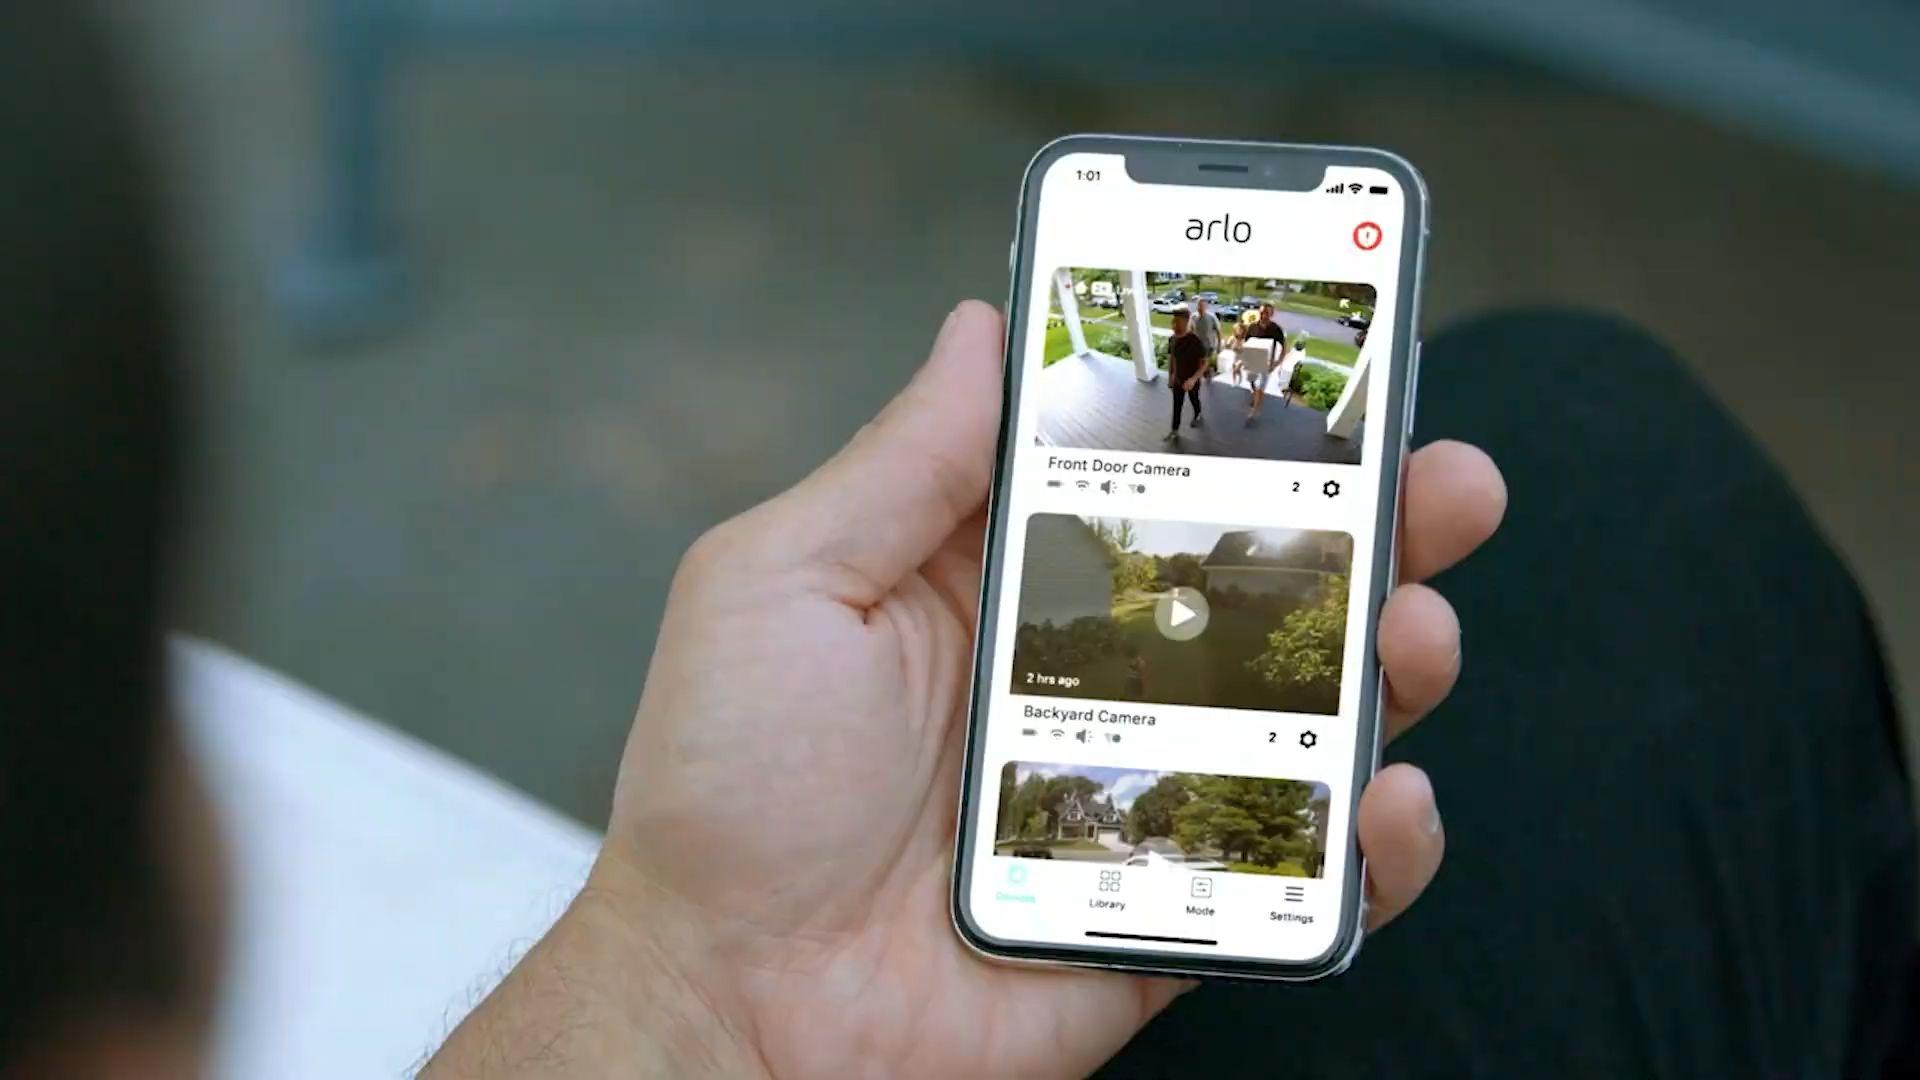 1:01
arlo
Front Door Camera
2
2 hrs ago
Backyard Camera
2
Library
Mode
Settings